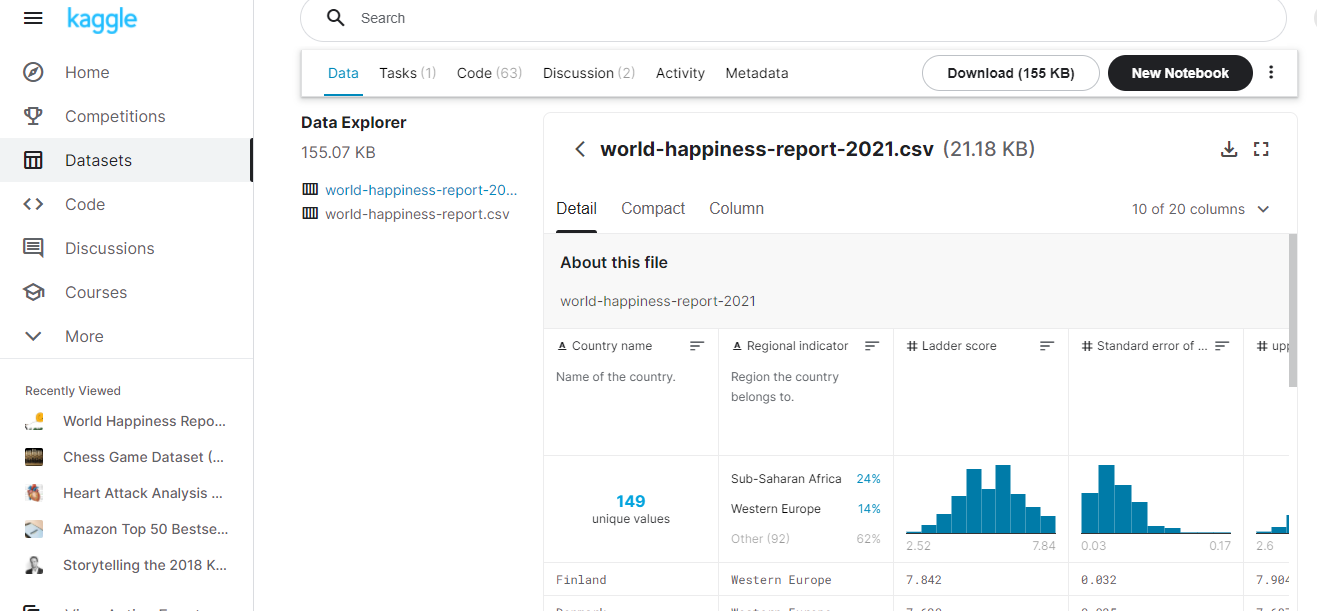 kaggle
Search
Home
Competitions
Datasets
Code
Discussions
Courses
More
Recently Viewed
World Happiness Repo...
Chess Game Dataset (...
Heart Attack Analysis ...
Amazon Top 50 Bestse...
Storytelling the 2018 K...
Data Tasks (1) Code (63) Discussion (2) Activity Metadata
Download (155 KB) New Notebook
Data Explorer
155.07 KB
world-happiness-report-20...
world-happiness-report.csv
world-happiness-report-2021.csv (21.18 KB)
Detail Compact Column
10 of 20 columns
About this file
world-happiness-report-2021
Country name Regional indicator # Ladder score # Standard error of ... # upp
Name of the country.
Region the country
belongs to.
149
unique values
Sub-Saharan Africa 24%
Western Europe 14%
Other (92) 62%
2.52 7.84 0.03 0.17 2.6
Finland Western Europe 7.842 0.032 7.904